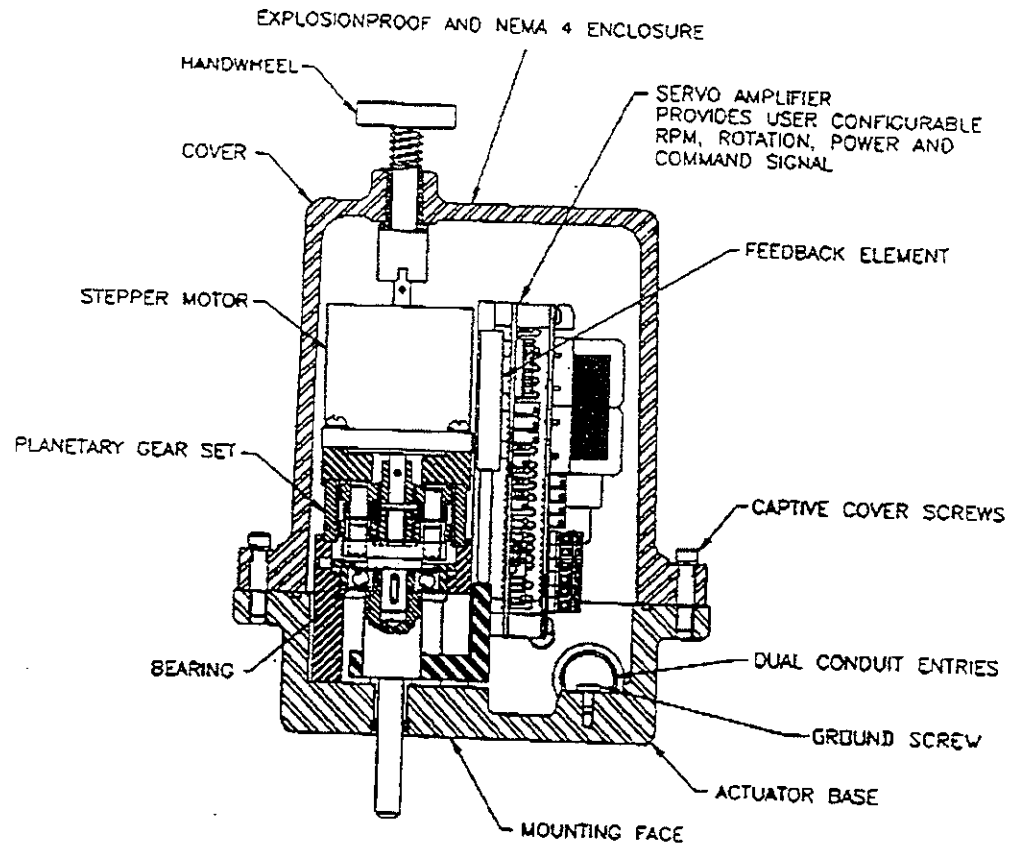 EXPLOSIONPROOF AND NEMA 4 ENCLOSURE
HANDWHEEL
SERVO AMPLIFIER
PROVIDES USER CONFIGURABLE
RPM, ROTATION, POWER AND
COMMAND SIGNAL
COVER
FEEDBACK ELEMENT
STEPPER MOTOR
PLANETARY GEAR SET
CAPTIVE COVER SCREWS
BEARING
DUAL CONDUIT ENTRIES
GROUND SCREW
ACTUATOR BASE
MOUNTING FACE